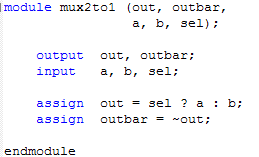 module mux2to1 (out, outbar,
a, b, sel);
output out, outbar;
input a, b, sel;
assign out = sel ? a : b;
assign outbar = ~out;
endmodule